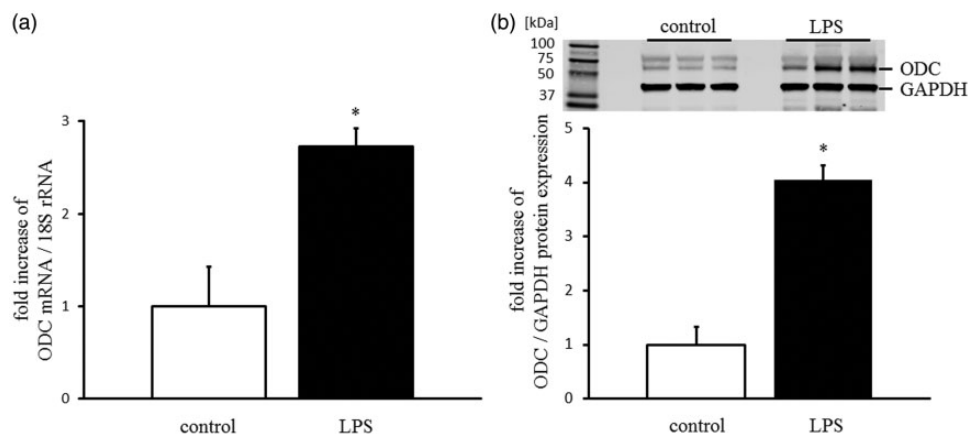 (a)
fold increase of
ODC mRNA / 18S rRNA
3
2
1
0
*
control LPS
(b) [kDa]
control LPS
100
75
50
37
ODC
GAPDH
fold increase of
ODC / GAPDH protein expression
5
4
2
1
0
*
control LPS